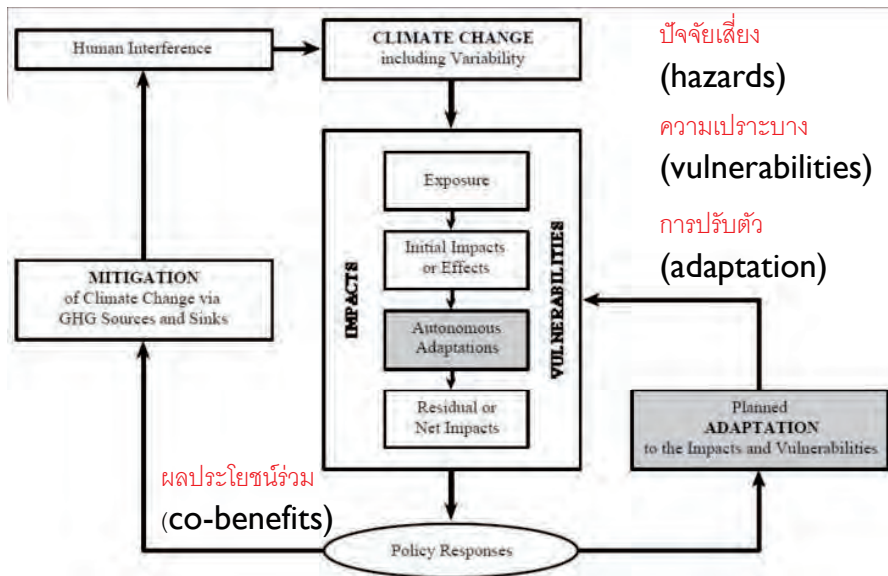 Human Interference
CLIMATE CHANGE
including Variability
ปัจจัยเสี่ยง
(hazards)
ความเปราะบาง
(vulnerabilities)
การปรับตัว
(adaptation)
IMPACTS
Exposure
Initial Impacts
or Effects
Autonomous
Adaptations
Residual or
Net Impacts
VULNERABILITIES
MITIGATION
of Climate Change via
GHG Sources and Sinks
Planned
ADAPTATION
to the Impacts and Vulnerabilities
ผลประโยชน์ร่วม
(co-benefits)
Policy Responses